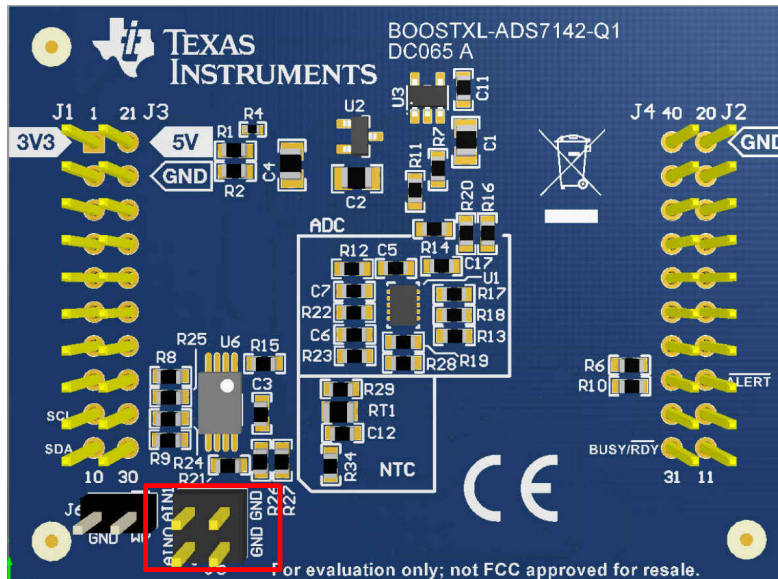 TEXAS INSTRUMENTS
BOOSTXL-ADS7142-Q1
DC065 A
J1 1 21 J3
3V3 5V
GND
R1
R4
R2
C4
U2
C2
U3
C11
C1
R7
R11
J4 40 20 J2
GND
R20
R16
ADC
R14
R12
C5
C17
U1
C7
R22
C6
R23
R17
R18
R13
R19
R28
R25
U6
R15
R8
C3
R9
R24
R21
R26
R27
R29
RT1
C12
R34
NTC
R6
R10
ALERT
SCL
SDA
BUSY/RDY
10 30
31 11
GND
AIN1 GND
AIN0 GND
CE
For evaluation only; not FCC approved for resale.